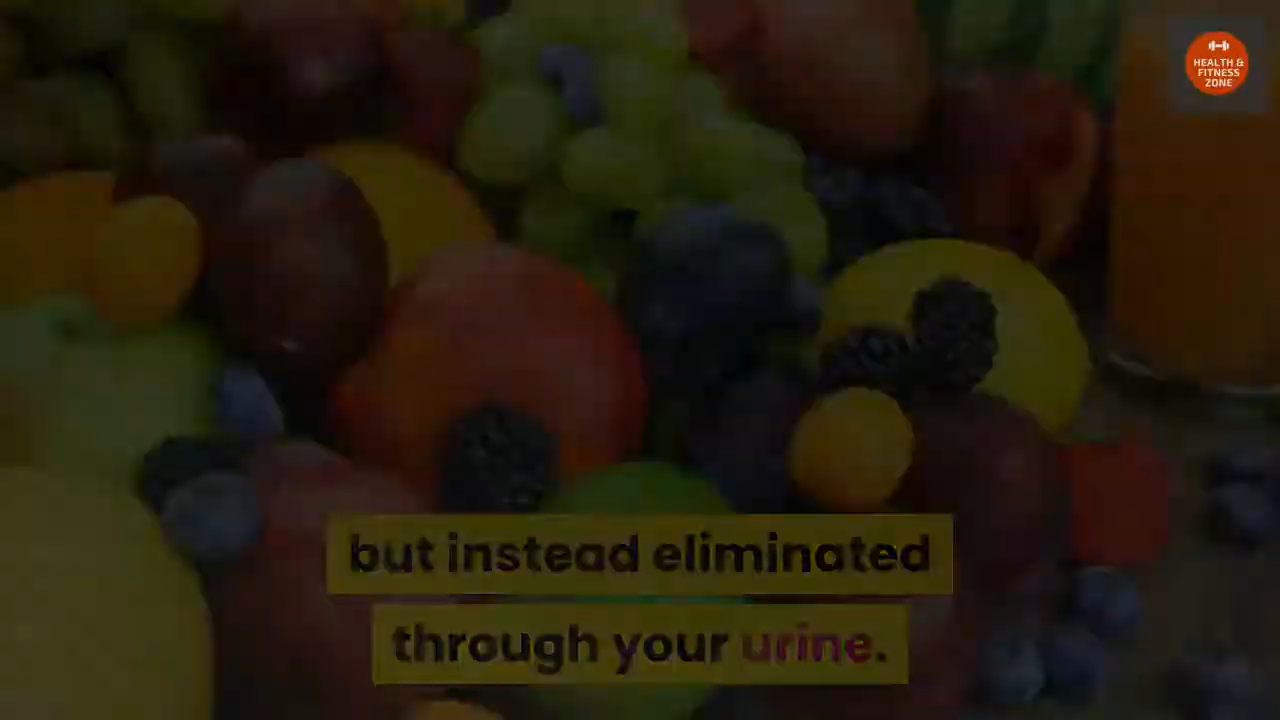 HEALTH &
FITNESS
ZONE
but instead eliminated
through your urine.